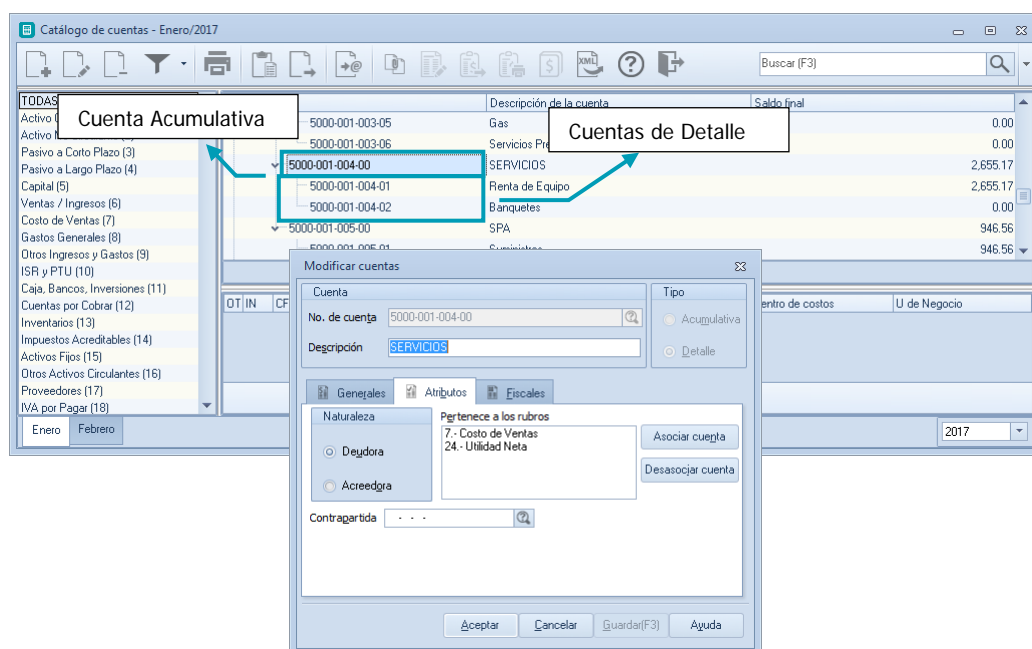 Catálogo de cuentas - Enero/2017
XML
Buscar (F3)
TODAS
Activo
Activo
Pasivo a Corto Plazo (3)
Pasivo a Largo Plazo (4)
Capital (5)
Ventas / Ingresos (6)
Costo de Ventas (7)
Gastos Generales (8)
Otros Ingresos y Gastos (9)
ISR y PTU (10)
Caja, Bancos, Inversiones (11)
Cuentas por Cobrar (12)
Inventarios (13)
Impuestos Acreditables (14)
Activos Fijos (15)
Otros Activos Circulantes (16)
Proveedores (17)
IVA por Pagar (18)
Enero Febrero
Cuenta Acumulativa
Cuentas de Detalle
Descripción de la cuenta Saldo final
5000-001-003-05 Gas 0.00
5000-001-003-06 Servicios 0.00
5000-001-004-00 SERVICIOS 2,655.17
5000-001-004-01 Renta de Equipo 2,655.17
5000-001-004-02 Banquetes 0.00
5000-001-005-00 SPA 946.56
5000-001-005-01 Suministros 946.56
OT IN CF entro de costos U de Negocio
2017
Modificar cuentas
Cuenta
No. de cuenta 5000-001-004-00
Descripción SERVICIOS
Tipo
Acumulativa
Detalle
Generales Atributos Fiscales
Naturaleza
Deudora
Acreedora
Pertenece a los rubros
7.- Costo de Ventas
24.- Utilidad Neta
Asociar cuenta
Desasociar cuenta
Contrapartida - - -
Aceptar Cancelar Guardar(F3) Ayuda